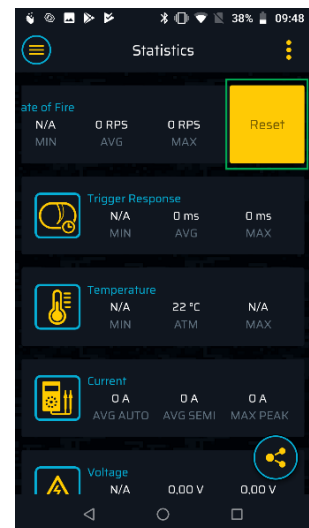 38% 09:48
Statistics
ate of Fire
N/A 0 RPS 0 RPS
MIN AVG MAX
Reset
Trigger Response
N/A 0 ms 0 ms
MIN AVG MAX
Temperature
N/A 22 °C N/A
MIN ATM MAX
Current
0 A 0 A 0 A
AVG AUTO AVG SEMI MAX PEAK
Voltage
N/A 0,00 V 0,00 V